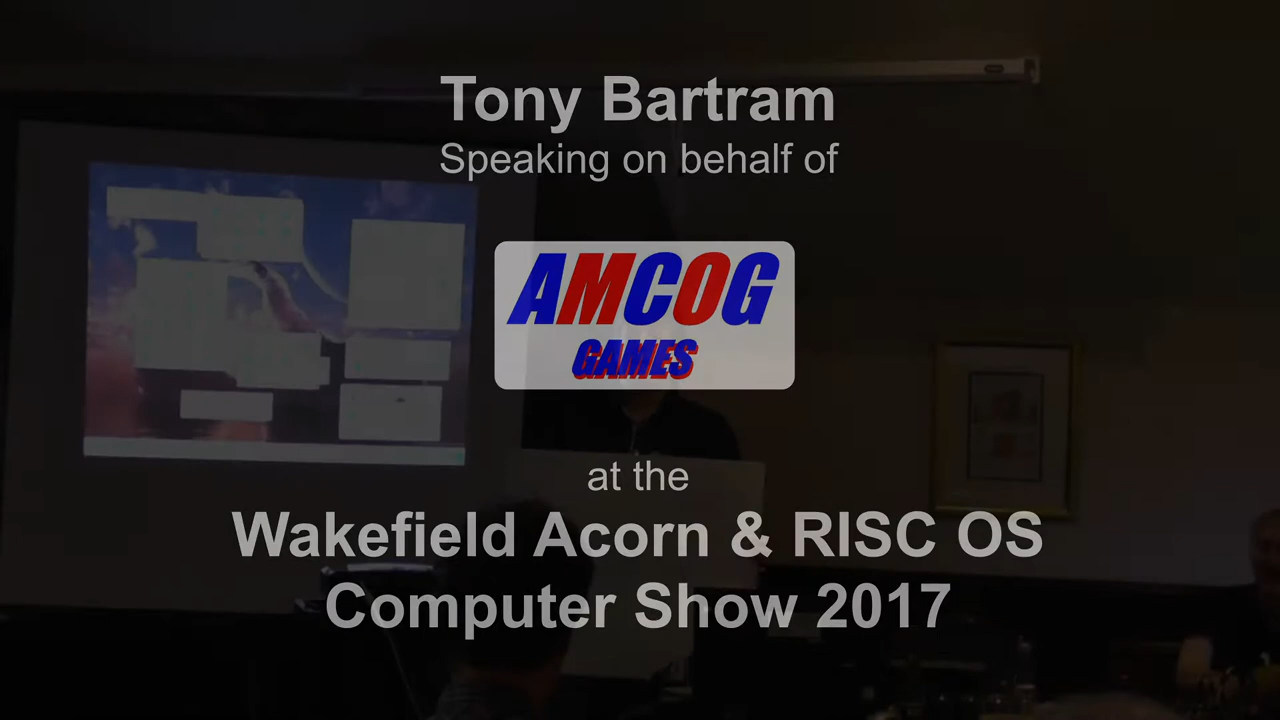 Tony Bartram
Speaking on behalf of
AMCOG
GAMES
at the
Wakefield Acorn & RISC OS
Computer Show 2017